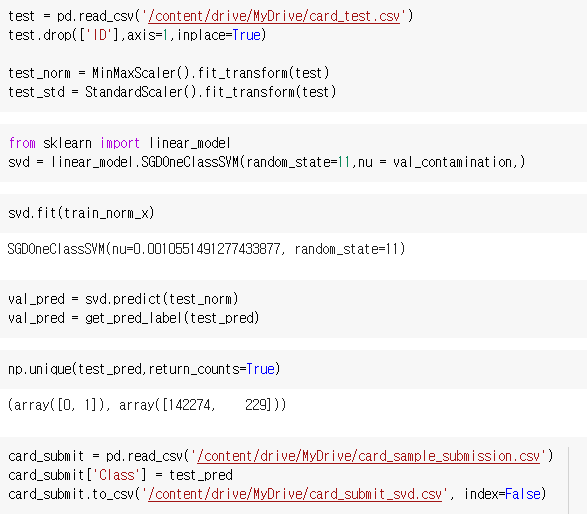 test = pd.read_csv('/content/drive/MyDrive/card_test.csv')
test.drop(['ID'],axis=1,inplace=True)
test_norm = MinMaxScaler().fit_transform(test)
test_std = StandardScaler().fit_transform(test)
from sklearn import linear_model
svd = linear_model.SGDOneClassSVM(random_state=11,nu = val_contamination,)
svd.fit(train_norm_x)
SGDOneClassSVM(nu=0.0010551491277433877, random_state=11)
val_pred = svd.predict(test_norm)
val_pred = get_pred_label(test_pred)
np.unique(test_pred,return_counts=True)
(array([0, 1]), array([142274,    229]))
card_submit = pd.read_csv('/content/drive/MyDrive/card_sample_submission.csv')
card_submit['Class'] = test_pred
card_submit.to_csv('/content/drive/MyDrive/card_submit_svd.csv', index=False)